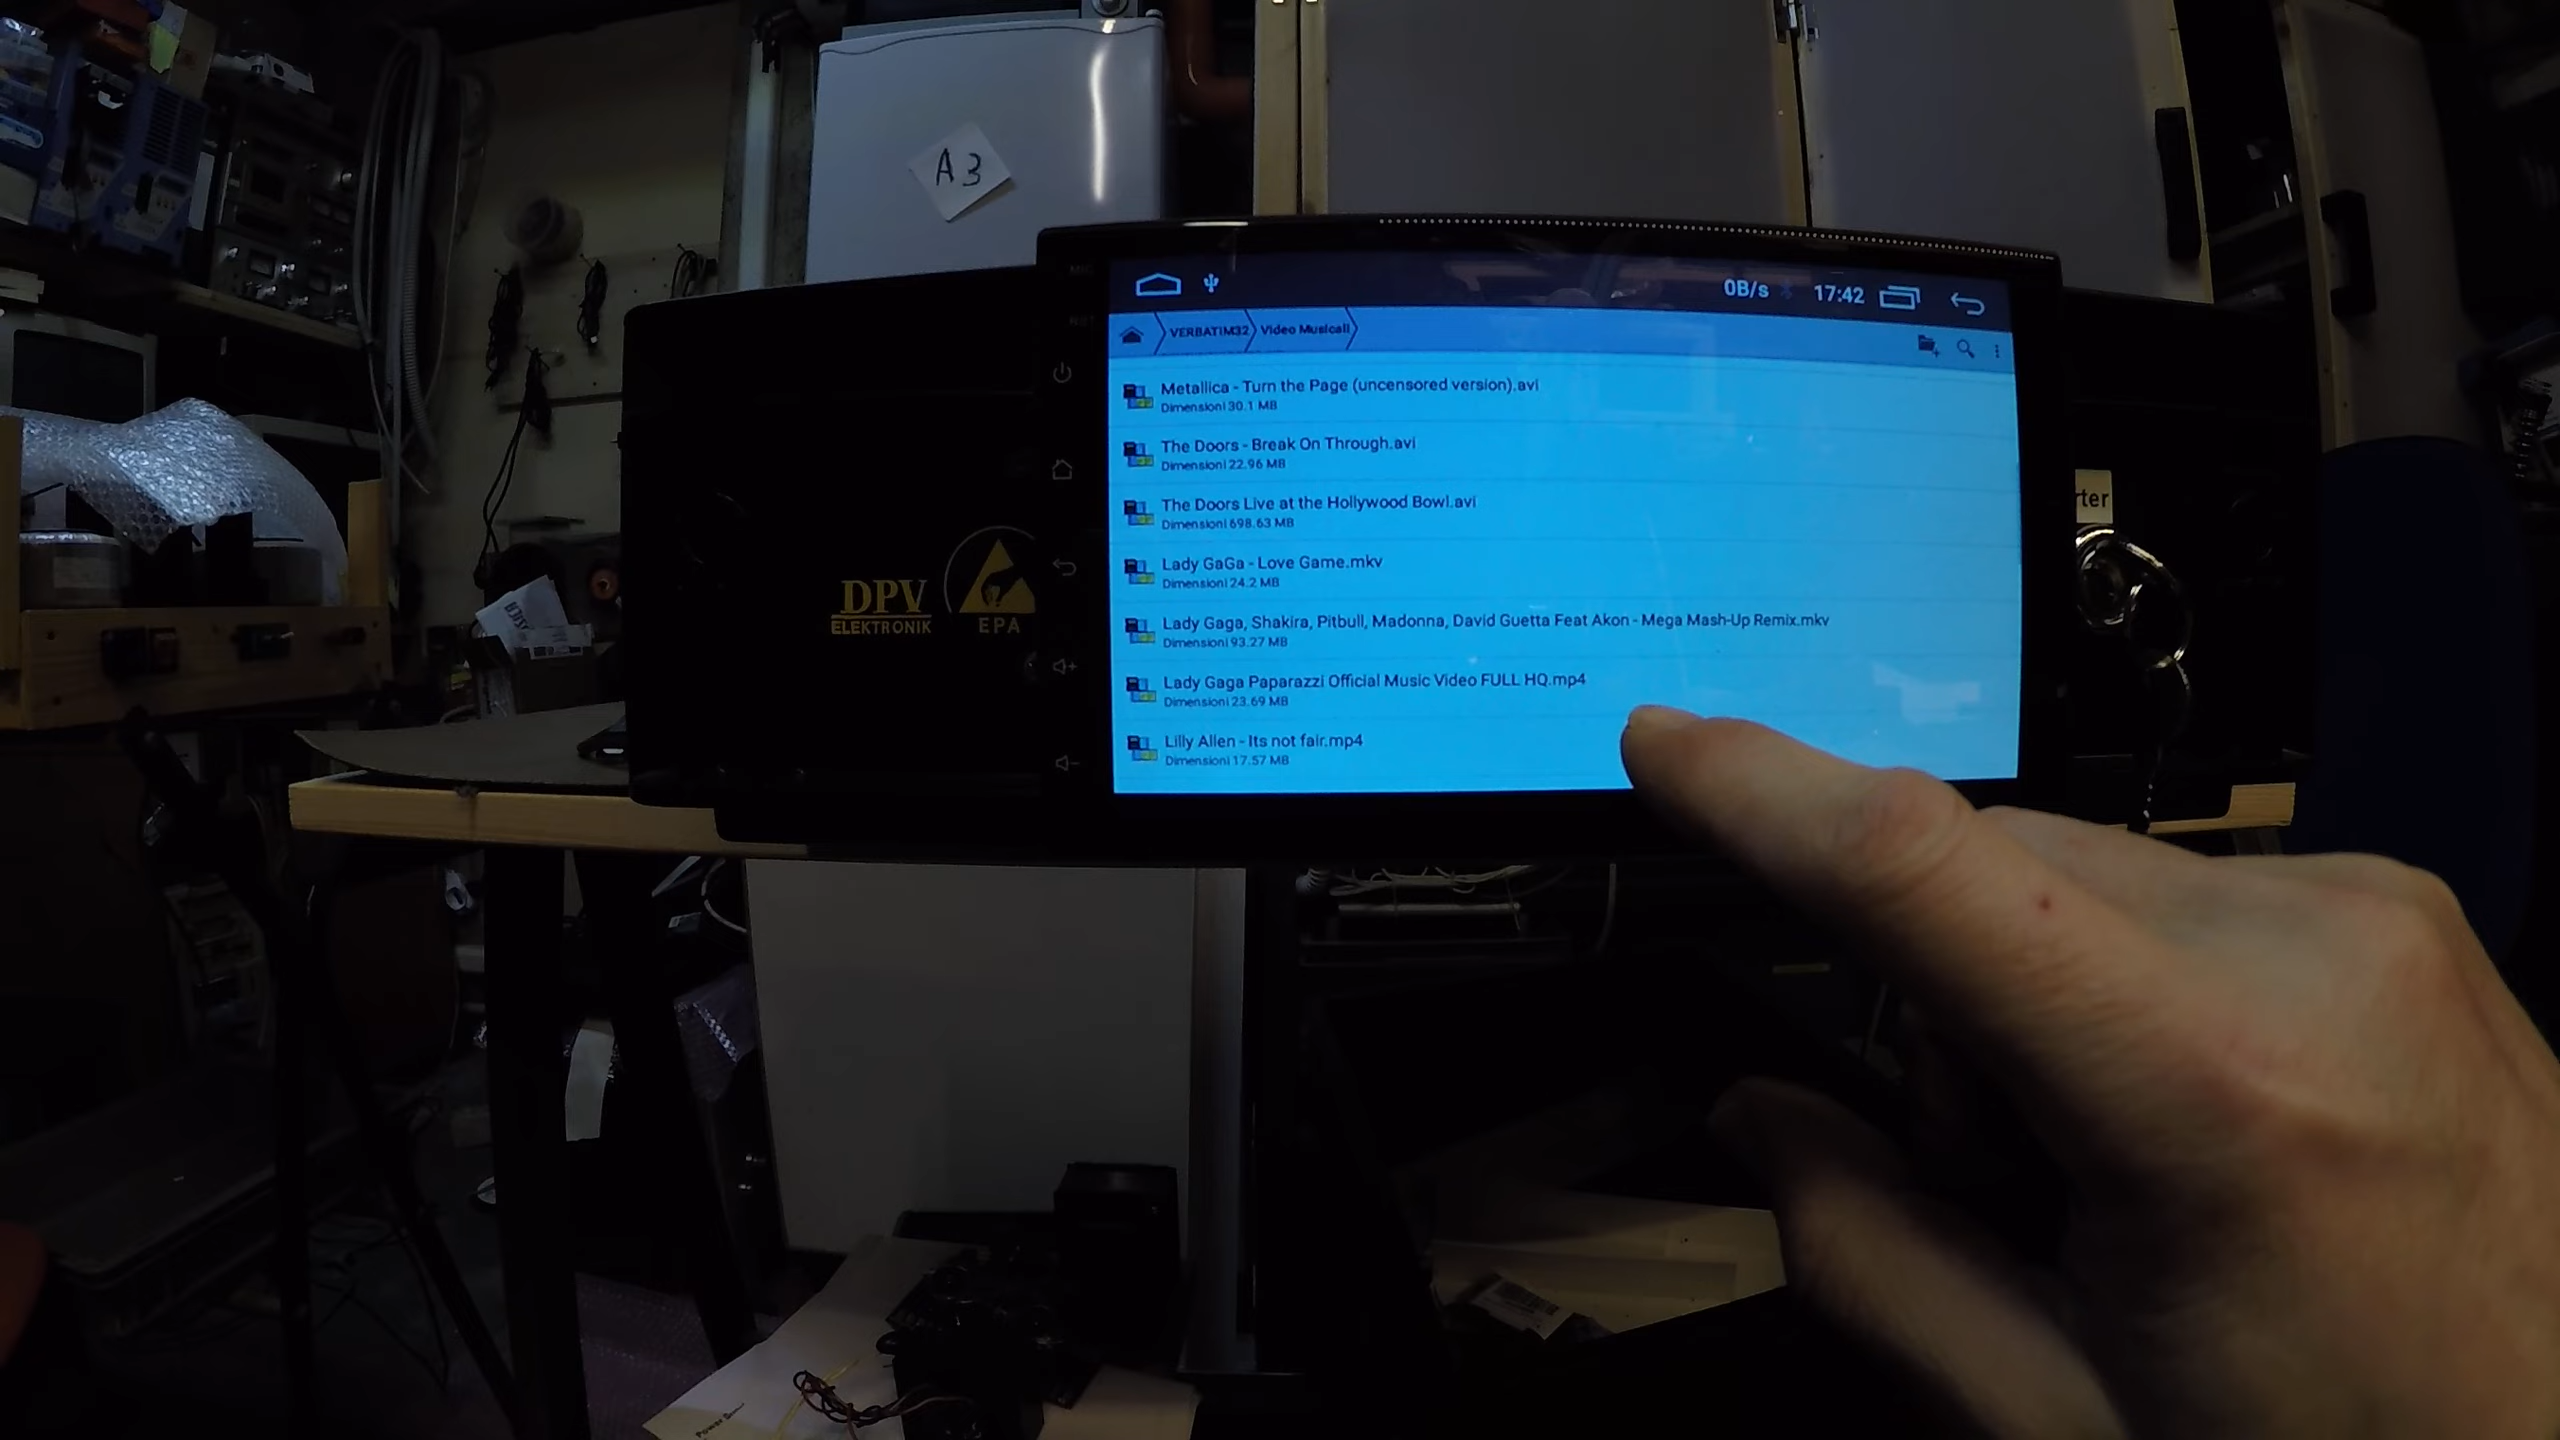 A3
MIC
0B/s 17:42
VERBATIM32 Video Musicali
RST
Metallica - Turn the Page (uncensored version).avi
Dimensioni 30.1 MB
The Doors - Break On Through.avi
Dimensioni 22.96 MB
The Doors Live at the Hollywood Bowl.avi
Dimensioni 698.63 MB
Lady GaGa - Love Game.mkv
Dimensioni 24.2 MB
Lady Gaga, Shakira, Pitbull, Madonna, David Guetta Feat Akon - Mega Mash-Up Remix.mkv
Dimensioni 93.27 MB
Lady Gaga Paparazzi Official Music Video FULL HQ.mp4
Dimensioni 23.69 MB
Lilly Allen - Its not fair.mp4
Dimensioni 17.57 MB
DPV
ELEKTRONIK
EPA
rter